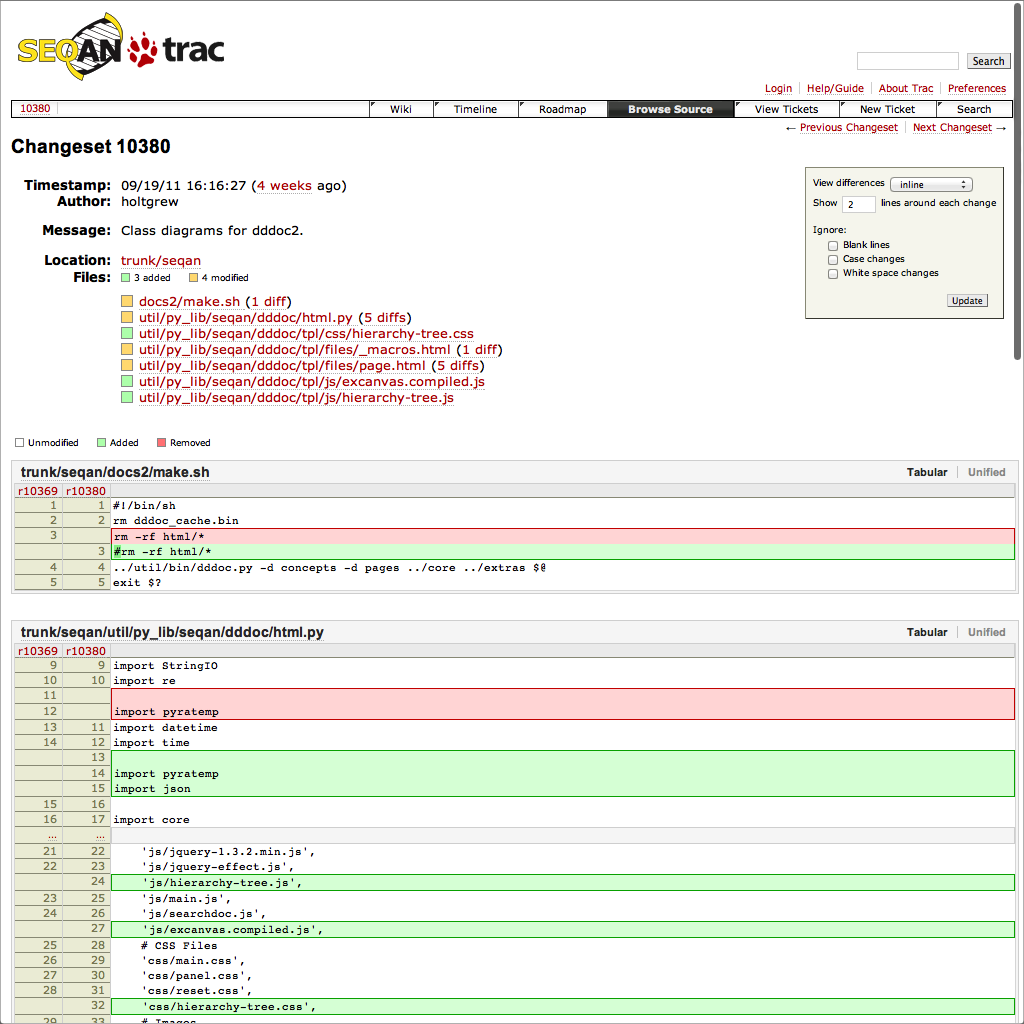 SEQAN trac
Search
Login Help/Guide About Trac Preferences
10380 Wiki Timeline Roadmap Browse Source View Tickets New Ticket Search
← Previous Changeset Next Changeset →
Changeset 10380
Timestamp: 09/19/11 16:16:27 (4 weeks ago)
Author: holtgrew
Message: Class diagrams for dddoc2.
Location: trunk/seqan
Files: 3 added 4 modified
docs2/make.sh (1 diff)
util/py_lib/seqan/dddoc/html.py (5 diffs)
util/py_lib/seqan/dddoc/tpl/css/hierarchy-tree.css
util/py_lib/seqan/dddoc/tpl/files/_macros.html (1 diff)
util/py_lib/seqan/dddoc/tpl/files/page.html (5 diffs)
util/py_lib/seqan/dddoc/tpl/js/excanvas.compiled.js
util/py_lib/seqan/dddoc/tpl/js/hierarchy-tree.js
View differences inline
Show 2 lines around each change
Ignore:
Blank lines
Case changes
White space changes
Update
Unmodified Added Removed
trunk/seqan/docs2/make.sh Tabular Unified
r10369 r10380
1 1 #!/bin/sh
2 2 rm dddoc_cache.bin
3 rm -rf html/*
3 #rm -rf html/*
4 4 ../util/bin/dddoc.py -d concepts -d pages ../core ../extras $@
5 5 exit $?
trunk/seqan/util/py_lib/seqan/dddoc/html.py Tabular Unified
r10369 r10380
9 9 import StringIO
10 10 import re
11
12 import pyratemp
13 11 import datetime
14 12 import time
13
14 import pyratemp
15 import json
15 16
16 17 import core
... ...
21 22 'js/jquery-1.3.2.min.js',
22 23 'js/jquery-effect.js',
24 'js/hierarchy-tree.js',
23 25 'js/main.js',
24 26 'js/searchdoc.js',
27 'js/excanvas.compiled.js',
25 28 # CSS Files
26 29 'css/main.css',
27 30 'css/panel.css',
28 31 'css/reset.css',
32 'css/hierarchy-tree.css',
29 33 # Images